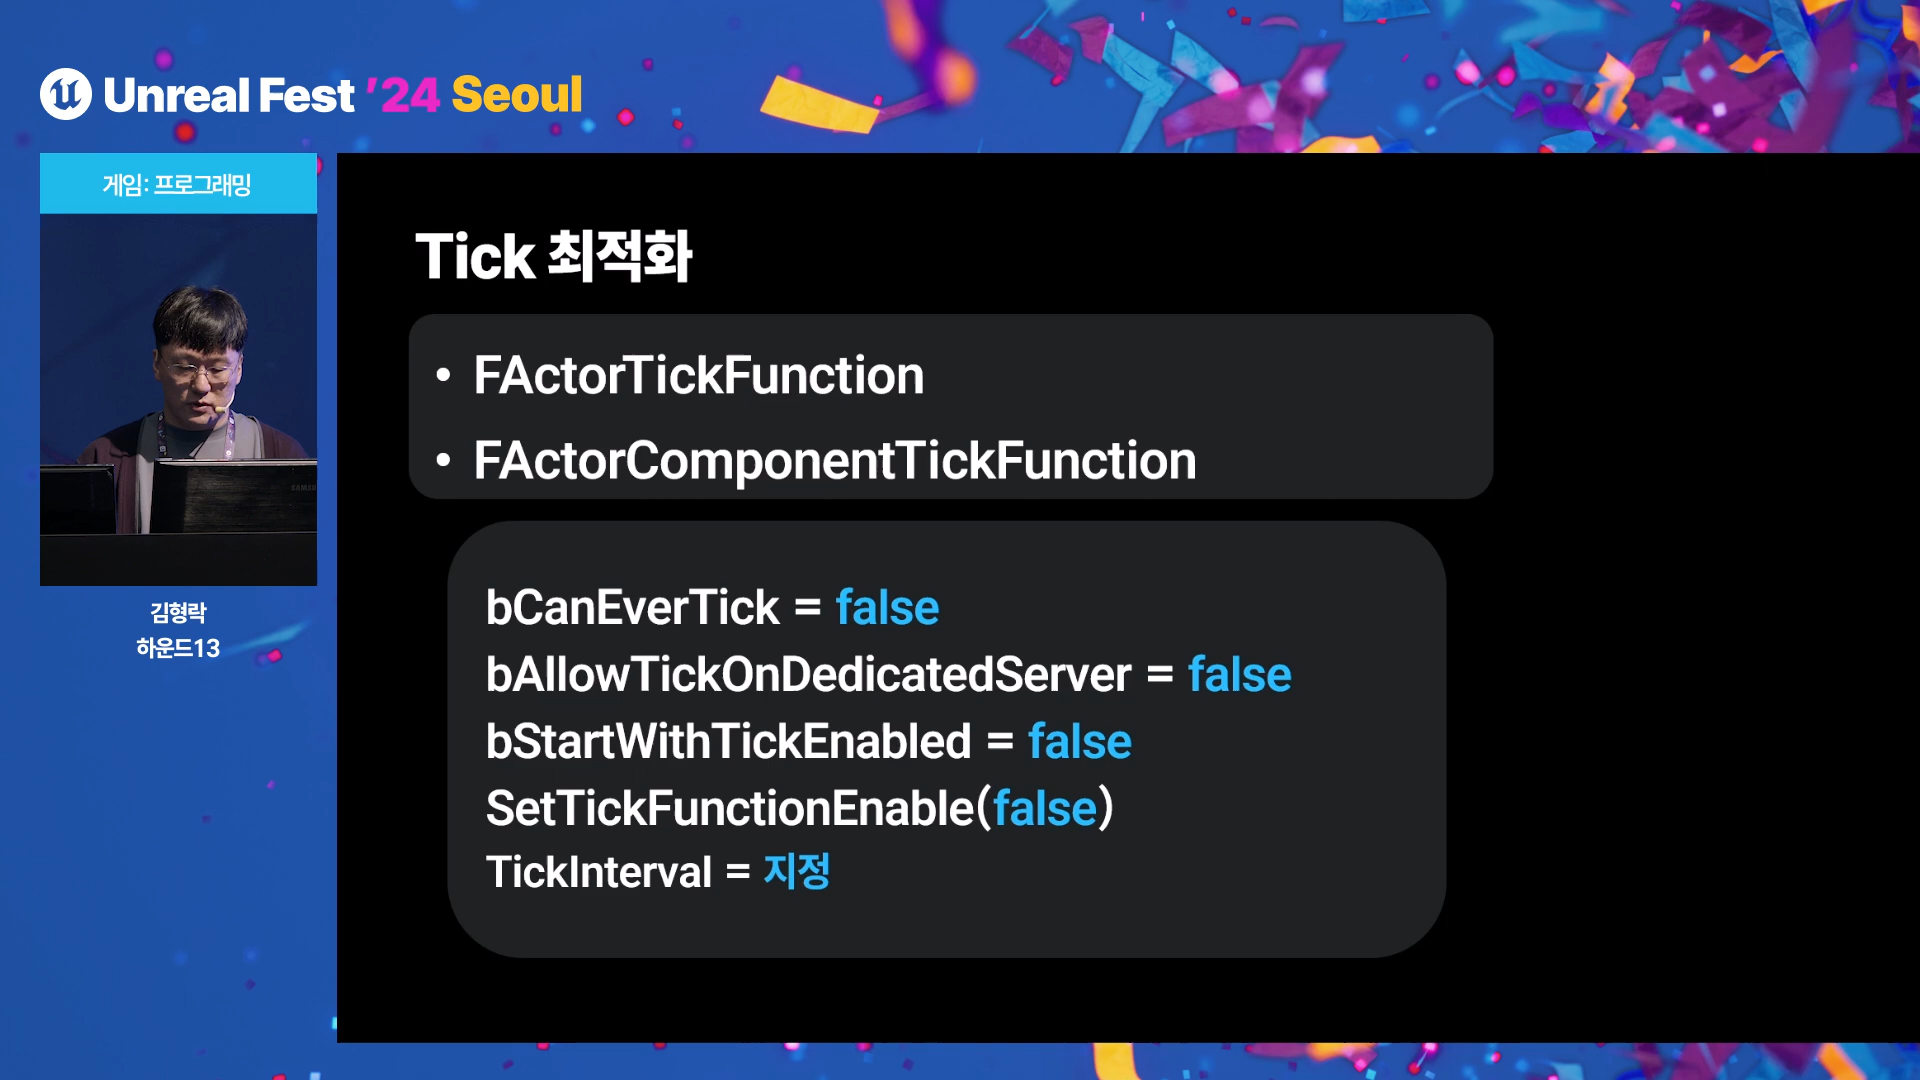 Unreal Fest '24 Seoul
게임: 프로그래밍
김형락
하운드13
Tick 최적화
• FActorTickFunction
• FActorComponentTickFunction
bCanEverTick = false
bAllowTickOnDedicatedServer = false
bStartWithTickEnabled = false
SetTickFunctionEnable(false)
TickInterval = 지정